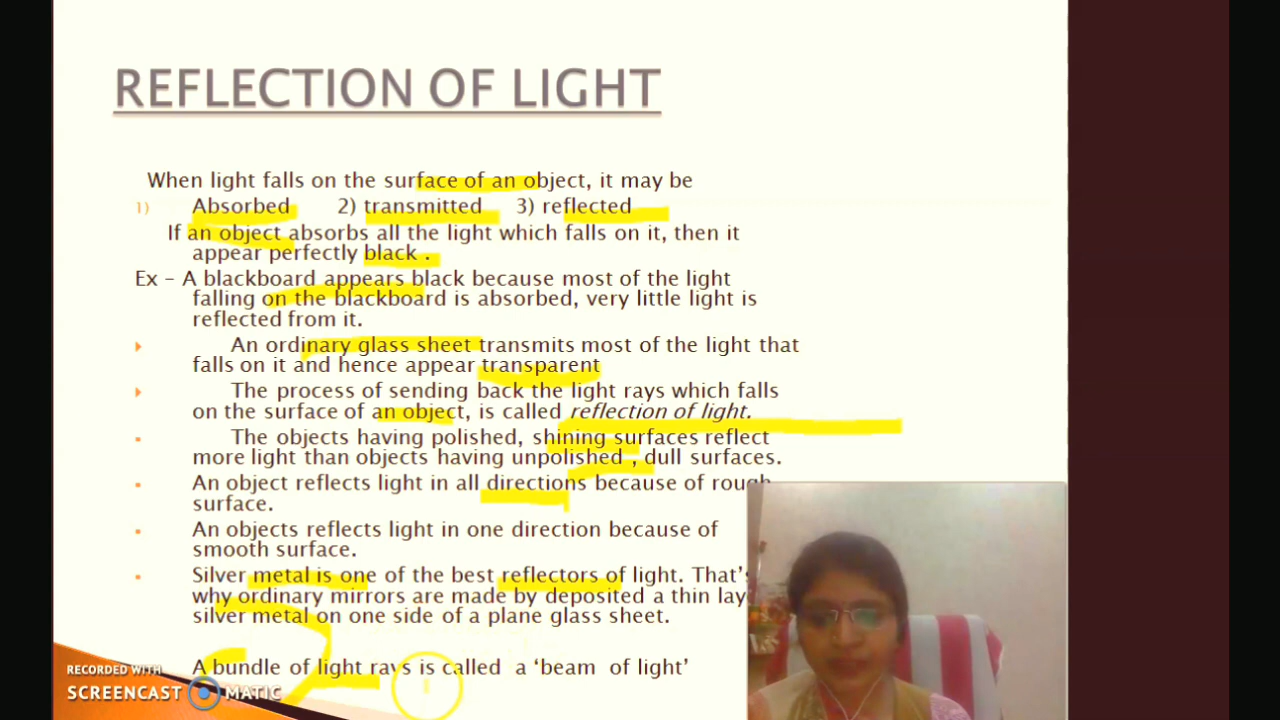 REFLECTION OF LIGHT
When light falls on the surface of an object, it may be
1) Absorbed 2) transmitted 3) reflected
If an object absorbs all the light which falls on it, then it
appear perfectly black .
Ex – A blackboard appears black because most of the light
falling on the blackboard is absorbed, very little light is
reflected from it.
An ordinary glass sheet transmits most of the light that
falls on it and hence appear transparent
The process of sending back the light rays which falls
on the surface of an object, is called reflection of light.
The objects having polished, shining surfaces reflect
more light than objects having unpolished , dull surfaces.
An object reflects light in all directions because of rough
surface.
An objects reflects light in one direction because of
smooth surface.
Silver metal is one of the best reflectors of light. That's
why ordinary mirrors are made by deposited a thin
silver metal on one side of a plane glass sheet.
A bundle of light rays is called a ‘beam of light’
RECORDED WITH
SCREENCAST MATIC